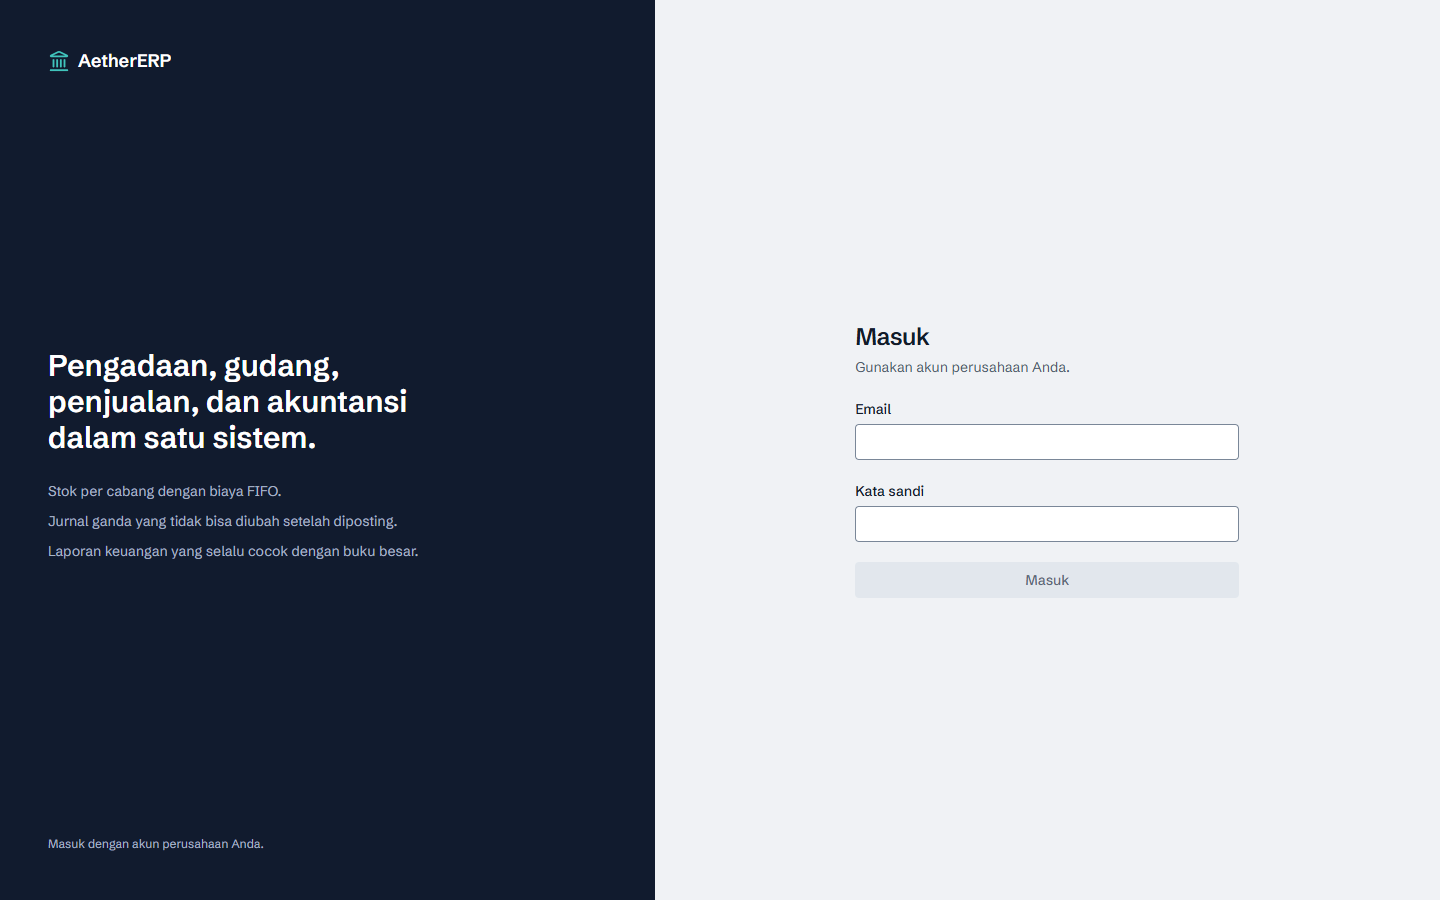 AetherERP
Pengadaan, gudang,
penjualan, dan akuntansi
dalam satu sistem.
Stok per cabang dengan biaya FIFO.
Jurnal ganda yang tidak bisa diubah setelah diposting.
Laporan keuangan yang selalu cocok dengan buku besar.
Masuk dengan akun perusahaan Anda.
Masuk
Gunakan akun perusahaan Anda.
Email
Kata sandi
Masuk